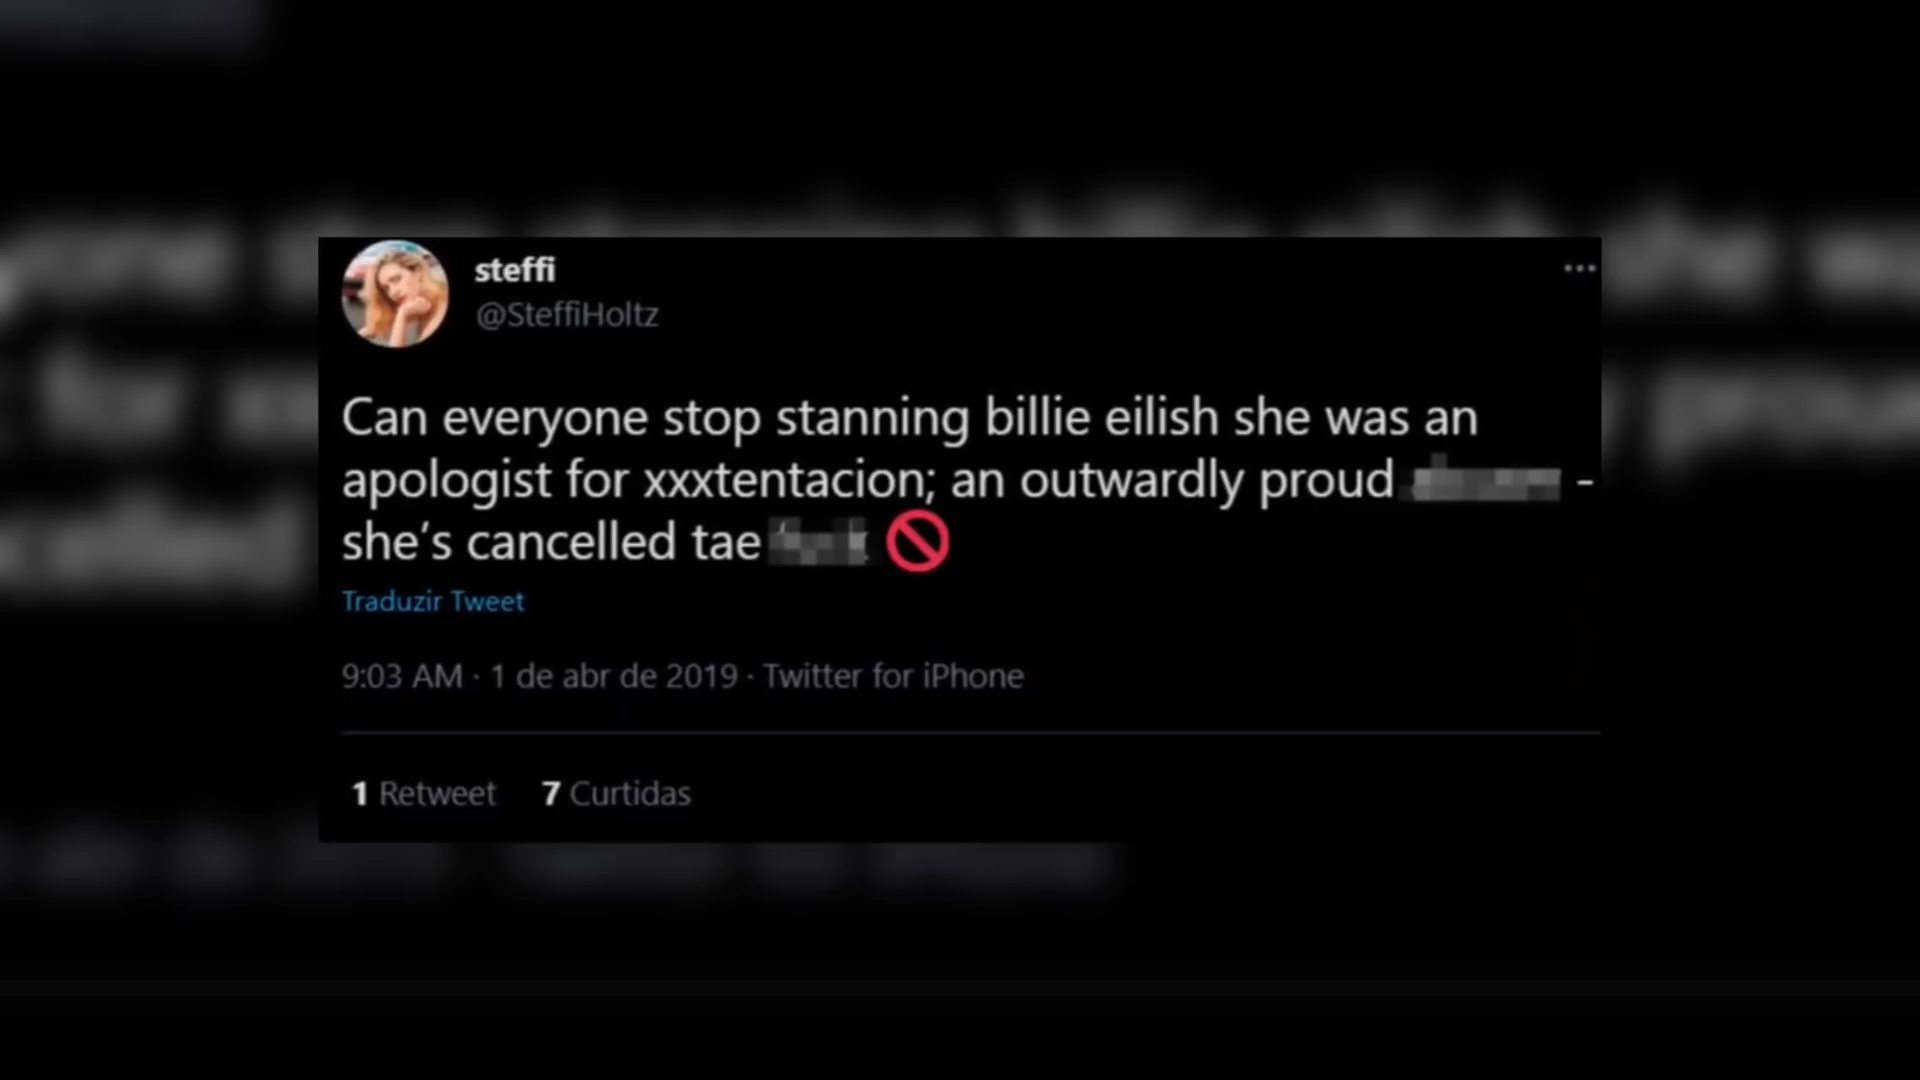 steffi
@SteffiHoltz
Can everyone stop stanning billie eilish she was an
apologist for xxxtentacion; an outwardly proud -
she’s cancelled tae
Traduzir Tweet
9:03 AM · 1 de abr de 2019 · Twitter for iPhone
1 Retweet 7 Curtidas